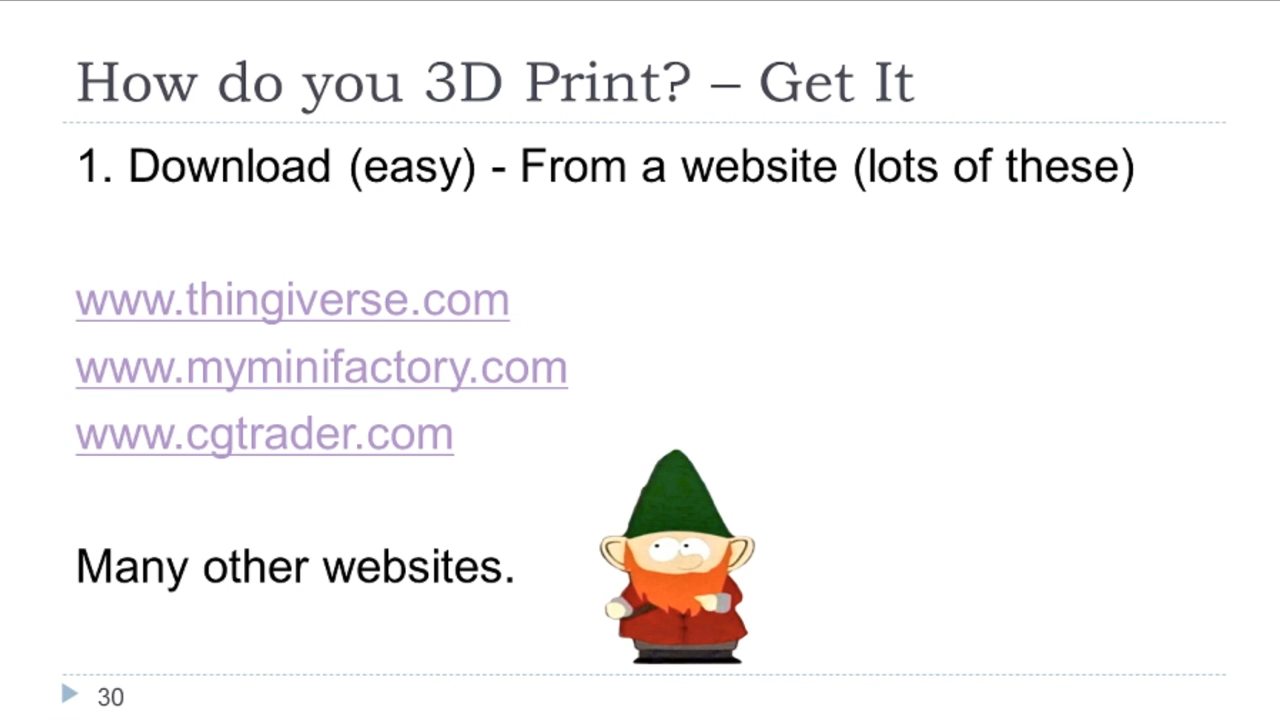 How do you 3D Print? – Get It
1. Download (easy) - From a website (lots of these)
www.thingiverse.com
www.myminifactory.com
www.cgtrader.com
Many other websites.
30